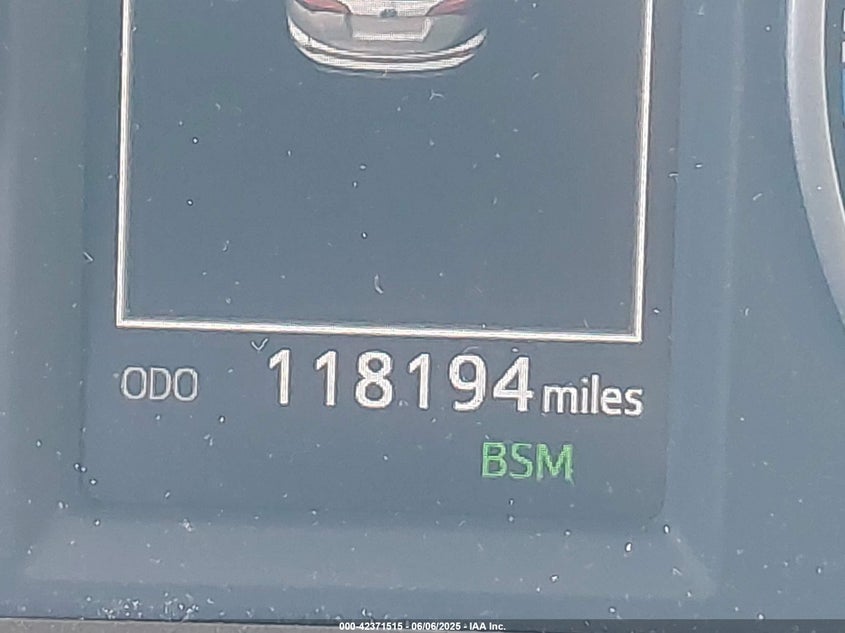 ODO 118194 miles
BSM
000-42371515 - 06/06/2025 - IAA Inc.